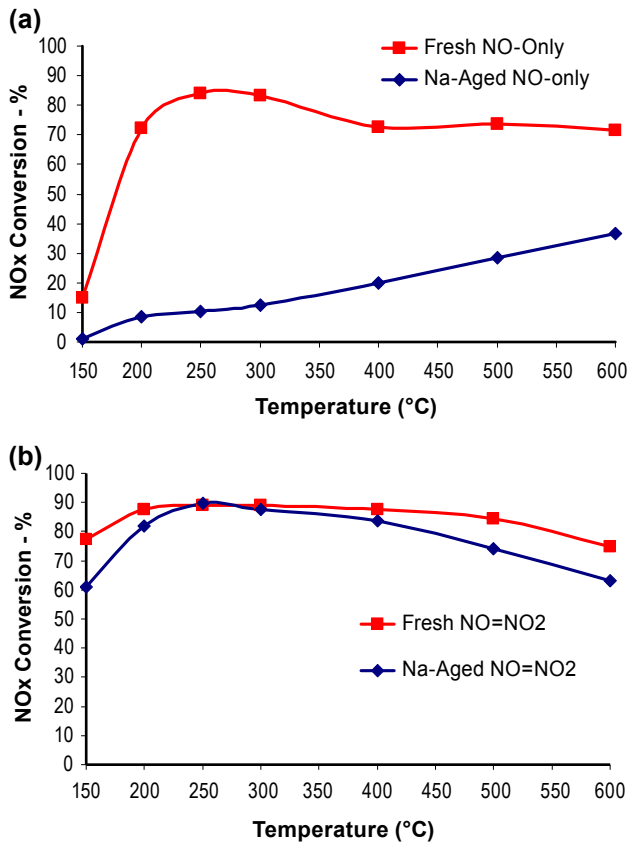 (a)
Fresh NO-Only
Na-Aged NO-only
NOx Conversion - %
100
90
80
70
60
50
40
30
20
10
0
150 200 250 300 350 400 450 500 550 600
Temperature (°C)
(b)
NOx Conversion - %
100
90
80
70
60
50
40
30
20
10
0
Fresh NO=NO2
Na-Aged NO=NO2
150 200 250 300 350 400 450 500 550 600
Temperature (°C)